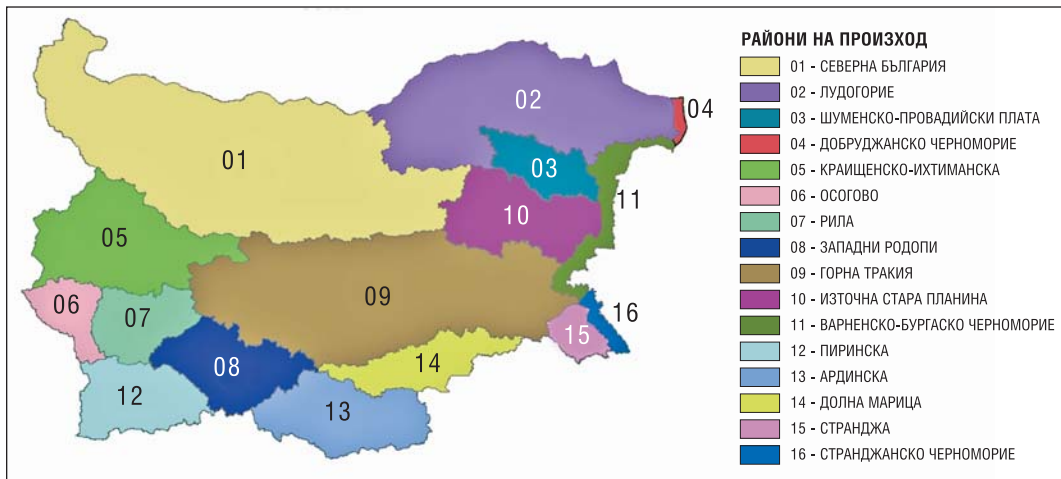 РАЙОНИ НА ПРОИЗХОД
01 - СЕВЕРНА БЪЛГАРИЯ
02 - ЛУДОГОРИЕ
03 - ШУМЕНСКО-ПРОВАДИЙСКИ ПЛАТА
04 - ДОБРУДЖАНСКО ЧЕРНОМОРИЕ
05 - КРАИЩЕНСКО-ИХТИМАНСКА
06 - ОСОГОВО
07 - РИЛА
08 - ЗАПАДНИ РОДОПИ
09 - ГОРНА ТРАКИЯ
10 - ИЗТОЧНА СТАРА ПЛАНИНА
11 - ВАРНЕНСКО-БУРГАСКО ЧЕРНОМОРИЕ
12 - ПИРИНСКА
13 - АРДИНСКА
14 - ДОЛНА МАРИЦА
15 - СТРАНДЖА
16 - СТРАНДЖАНСКО ЧЕРНОМОРИЕ
02
04
01
03
11
10
05
09
06
07
16
15
08
14
12
13